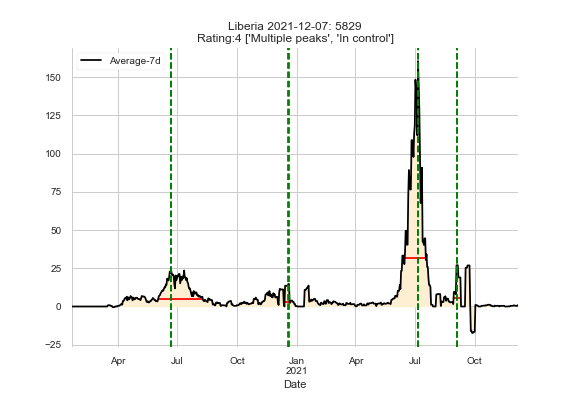 Liberia 2021-12-07: 5829
Rating:4 ['Multiple peaks', 'In control']
Average-7d
150
125
100
75
50
25
0
−25
Apr Jul Oct Jan Apr Jul Oct
2021
Date